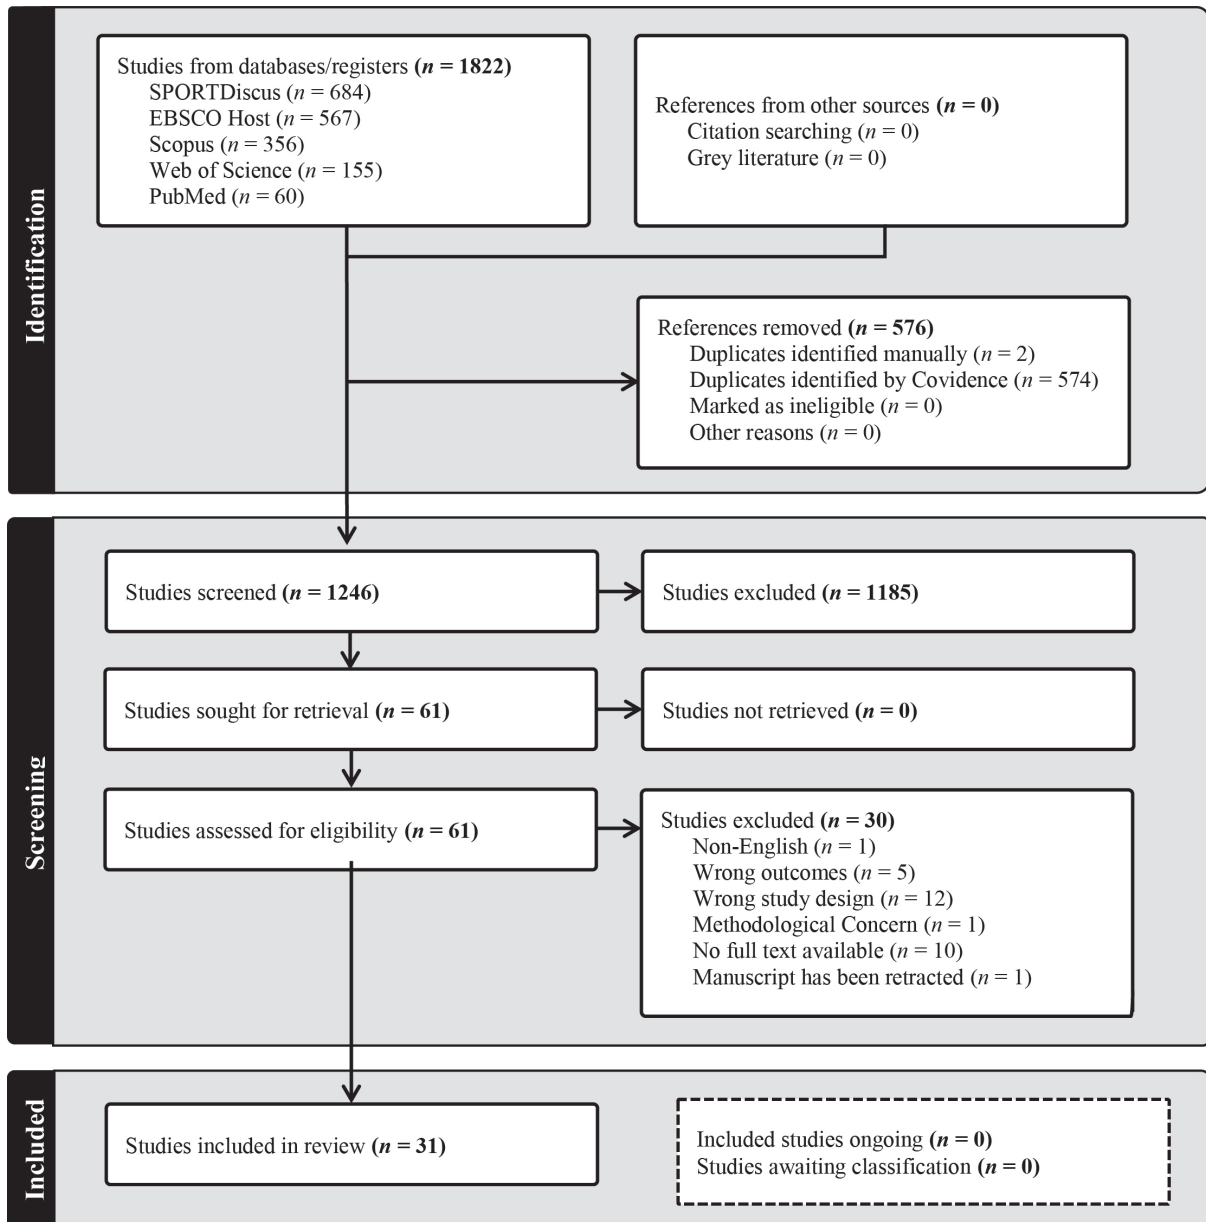 Identification
Studies from databases/registers (n = 1822)
SPORTDiscus (n = 684)
EBSCO Host (n = 567)
Scopus (n = 356)
Web of Science (n = 155)
PubMed (n = 60)
References from other sources (n = 0)
Citation searching (n = 0)
Grey literature (n = 0)
References removed (n = 576)
Duplicates identified manually (n = 2)
Duplicates identified by Covidence (n = 574)
Marked as ineligible (n = 0)
Other reasons (n = 0)
Screening
Studies screened (n = 1246)
Studies excluded (n = 1185)
Studies sought for retrieval (n = 61)
Studies not retrieved (n = 0)
Studies assessed for eligibility (n = 61)
Studies excluded (n = 30)
Non-English (n = 1)
Wrong outcomes (n = 5)
Wrong study design (n = 12)
Methodological Concern (n = 1)
No full text available (n = 10)
Manuscript has been retracted (n = 1)
Included
Studies included in review (n = 31)
Included studies ongoing (n = 0)
Studies awaiting classification (n = 0)